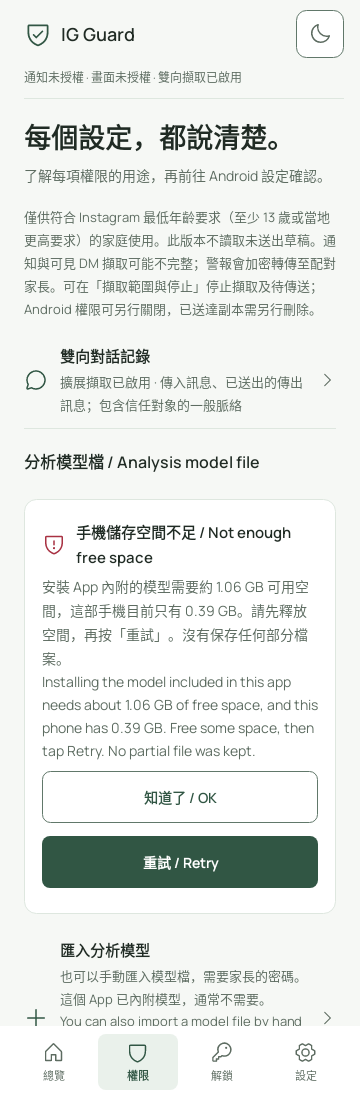 IG Guard
通知未授權 · 畫面未授權 · 雙向擷取已啟用
每個設定，都說清楚。
了解每項權限的用途，再前往 Android 設定確認。
僅供符合 Instagram 最低年齡要求（至少 13 歲或當地
更高要求）的家庭使用。此版本不讀取未送出草稿。通
知與可見 DM 擷取可能不完整；警報會加密轉傳至配對
家長。可在「擷取範圍與停止」停止擷取及待傳送；
Android 權限可另行關閉，已送達副本需另行刪除。
雙向對話記錄
擴展擷取已啟用 · 傳入訊息、已送出的傳出
訊息；包含信任對象的一般脈絡
分析模型檔 / Analysis model file
手機儲存空間不足 / Not enough
free space
安裝 App 內附的模型需要約 1.06 GB 可用空
間，這部手機目前只有 0.39 GB。請先釋放
空間，再按「重試」。沒有保存任何部分檔
案。
Installing the model included in this app
needs about 1.06 GB of free space, and this
phone has 0.39 GB. Free some space, then
tap Retry. No partial file was kept.
知道了 / OK
重試 / Retry
匯入分析模型
也可以手動匯入模型檔，需要家長的密碼。
這個 App 已內附模型，通常不需要。
You can also import a model file by hand
總覽
權限
解鎖
設定